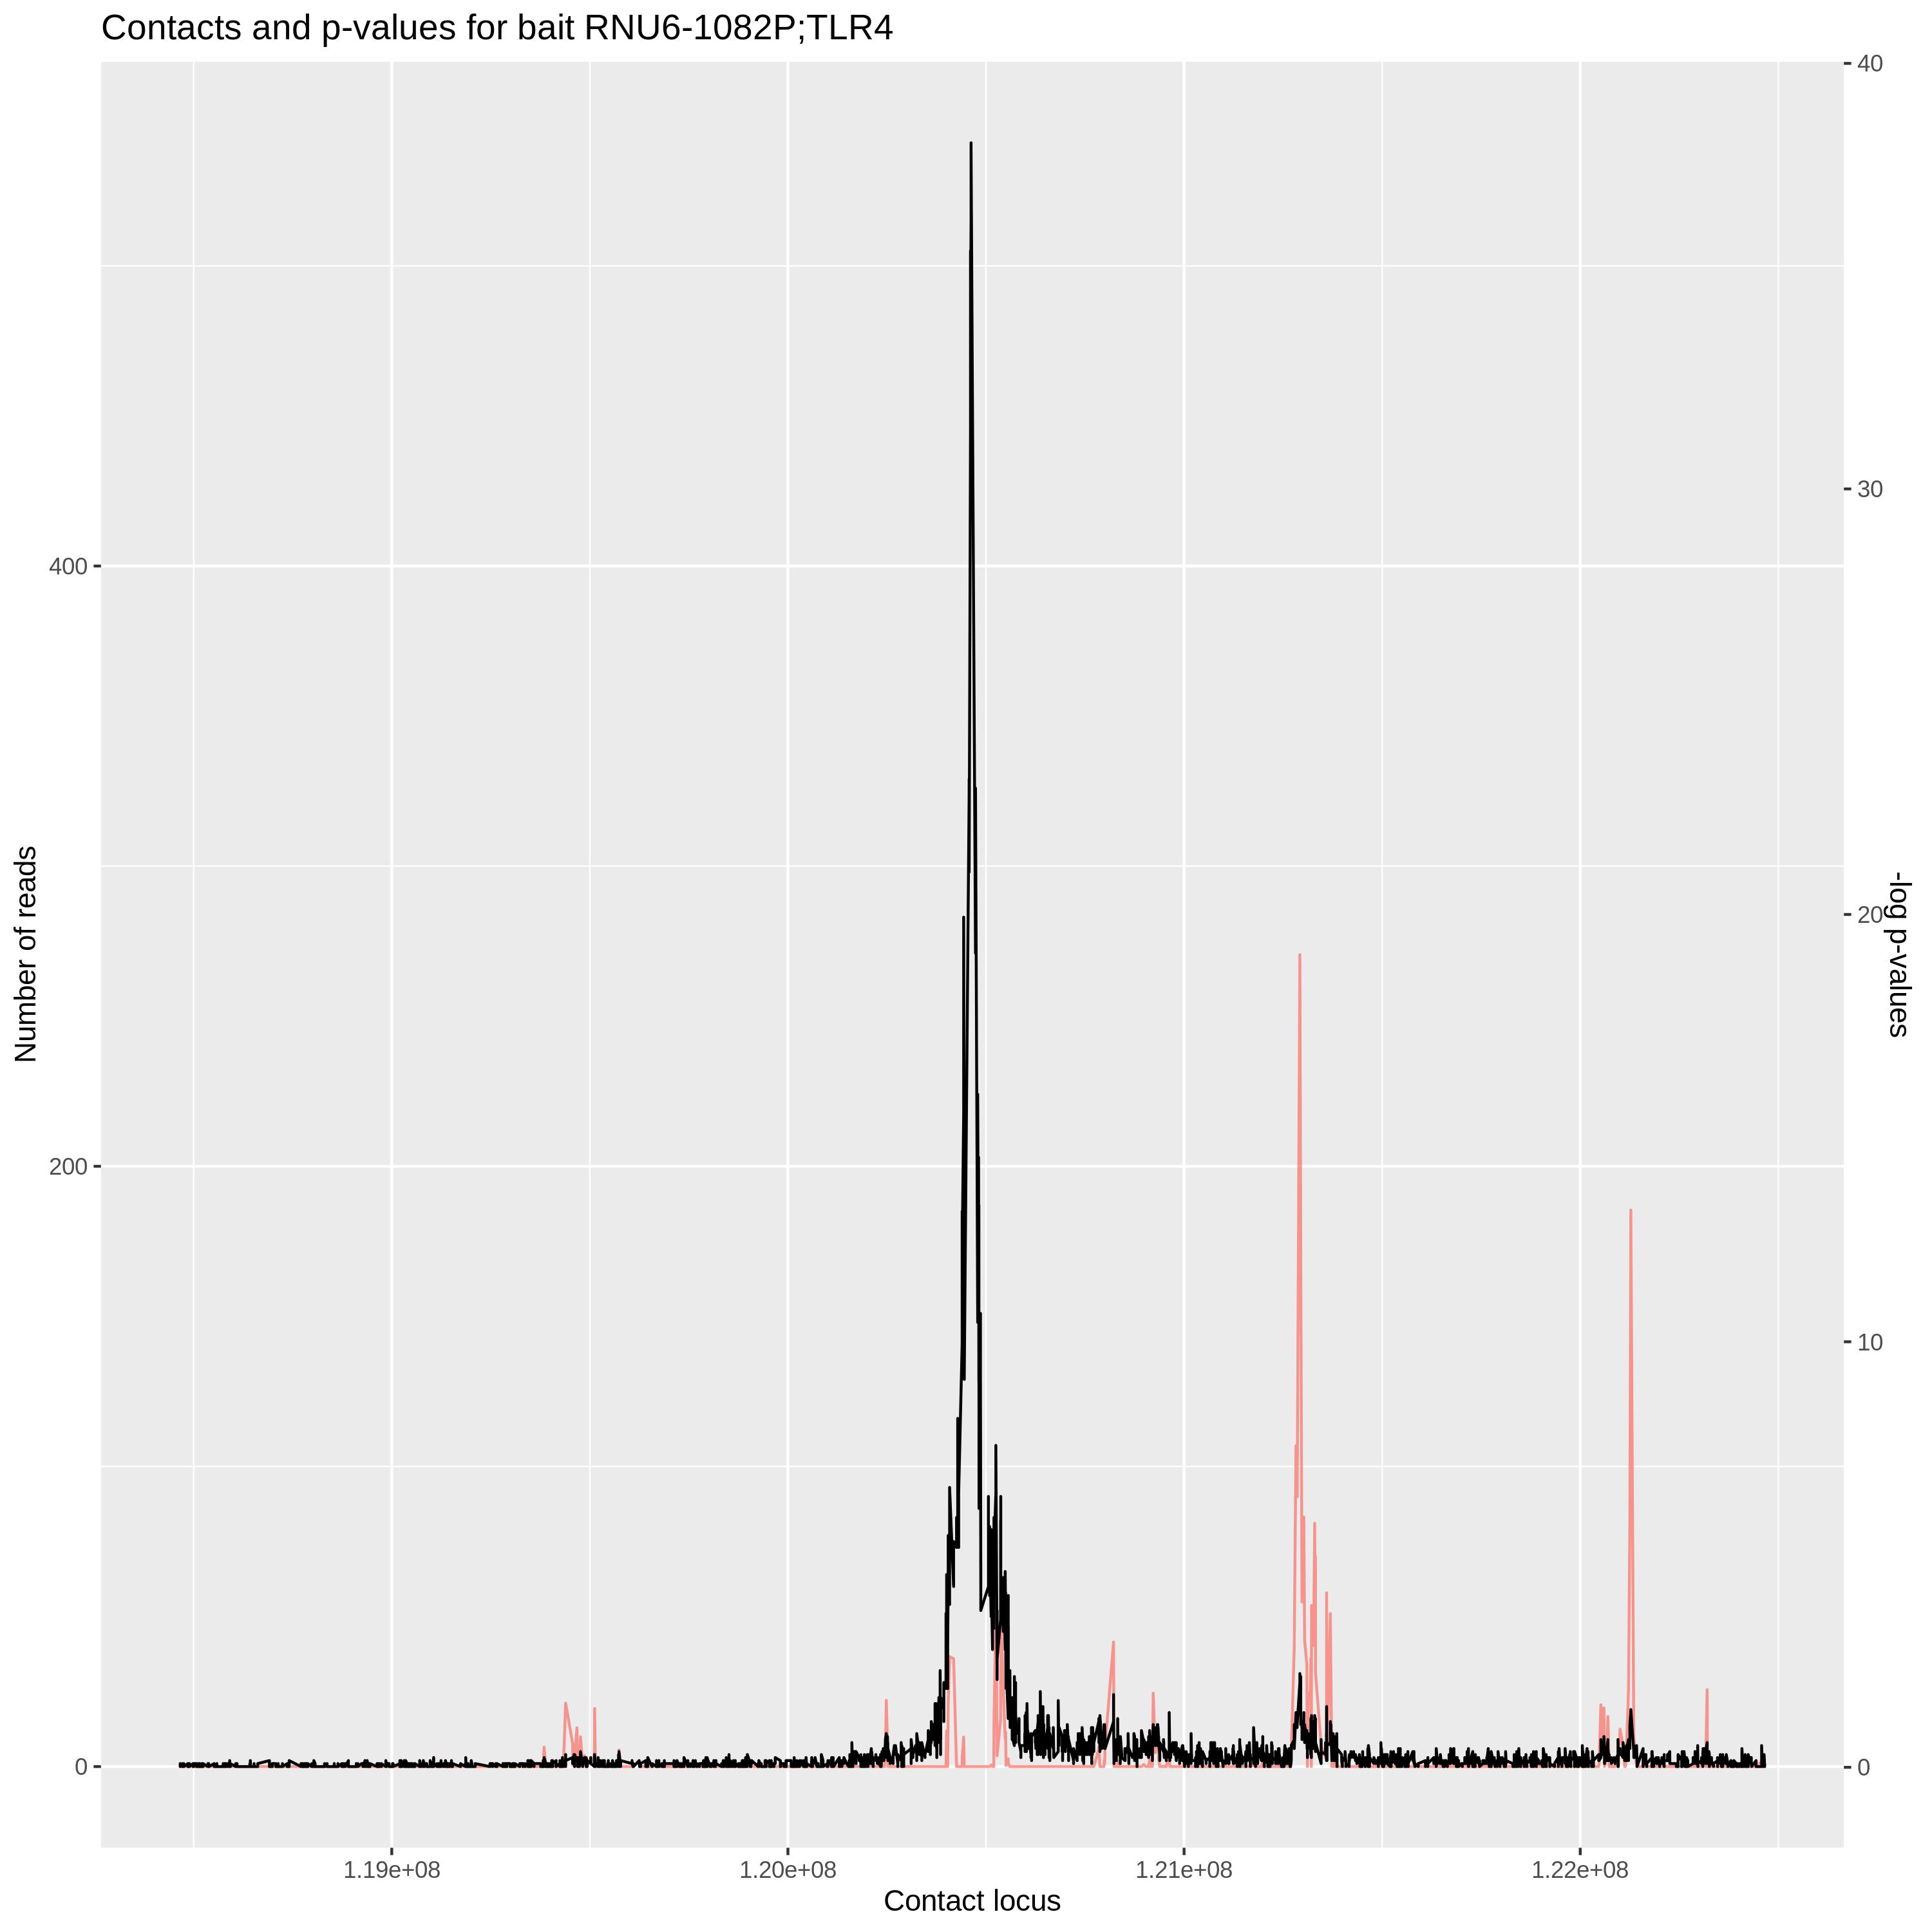 Contacts and p-values for bait RNU6-1082P;TLR4
40
30
400
Number of reads
20
-log p-values
200
10
0
0
1.19e+08
1.20e+08
1.21e+08
1.22e+08
Contact locus